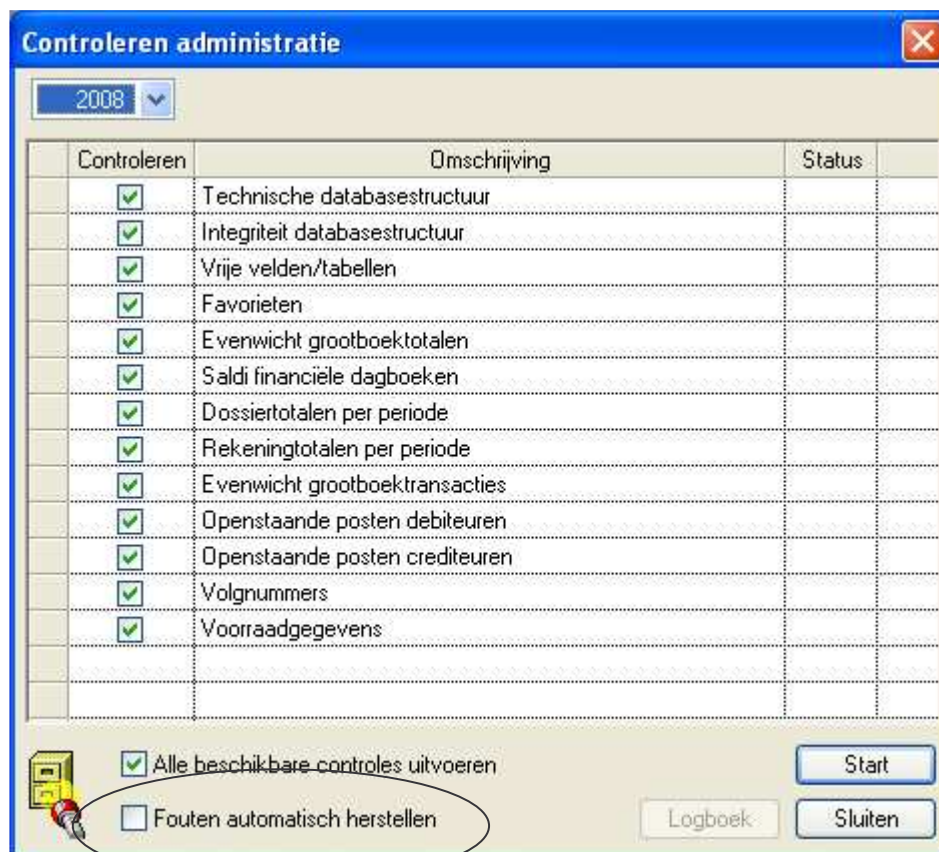 Controleren administratie
2008
Controleren Omschrijving Status
Technische databasestructuur
Integriteit databasestructuur
Vrije velden/tabellen
Favorieten
Evenwicht grootboektotalen
Saldi financiële dagboeken
Dossiertotalen per periode
Rekeningtotalen per periode
Evenwicht grootboektransacties
Openstaande posten debiteuren
Openstaande posten crediteuren
Volgnummers
Voorraadgegevens
Alle beschikbare controles uitvoeren Start
Fouten automatisch herstellen Logboek Sluiten